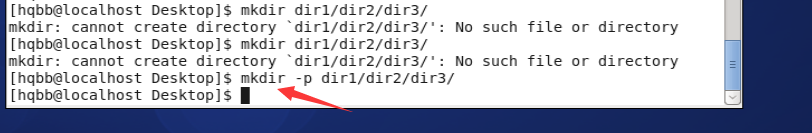 [hqbb@localhost Desktop]$ mkdir dir1/dir2/dir3/
mkdir: cannot create directory `dir1/dir2/dir3/': No such file or directory
[hqbb@localhost Desktop]$ mkdir dir1/dir2/dir3/
mkdir: cannot create directory `dir1/dir2/dir3/': No such file or directory
[hqbb@localhost Desktop]$ mkdir -p dir1/dir2/dir3/
[hqbb@localhost Desktop]$